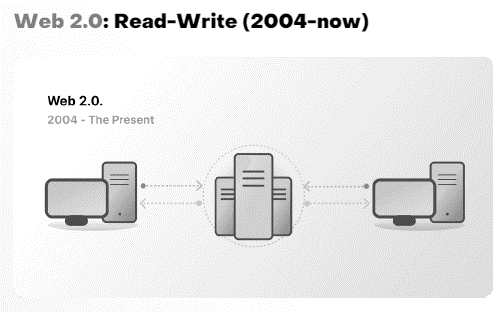 Web 2.0: Read-Write (2004-now)
Web 2.0.
2004 - The Present